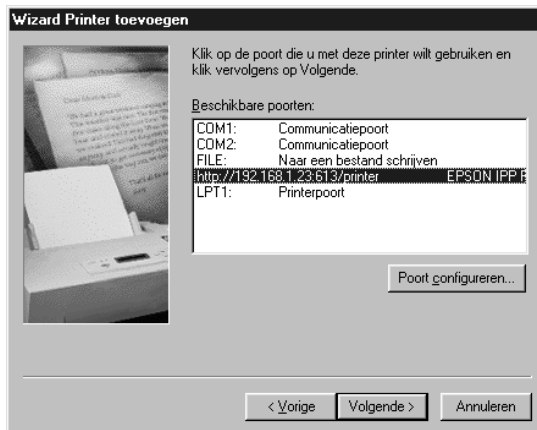 Wizard Printer toevoegen
Klik op de poort die u met deze printer wilt gebruiken en
klik vervolgens op Volgende.
Beschikbare poorten:
COM1: Communicatiepoort
COM2: Communicatiepoort
FILE: Naar een bestand schrijven
http://192.168.1.23:613/printer EPSON IPP
LPT1: Printerpoort
Poort configureren...
< Vorige
Volgende >
Annuleren